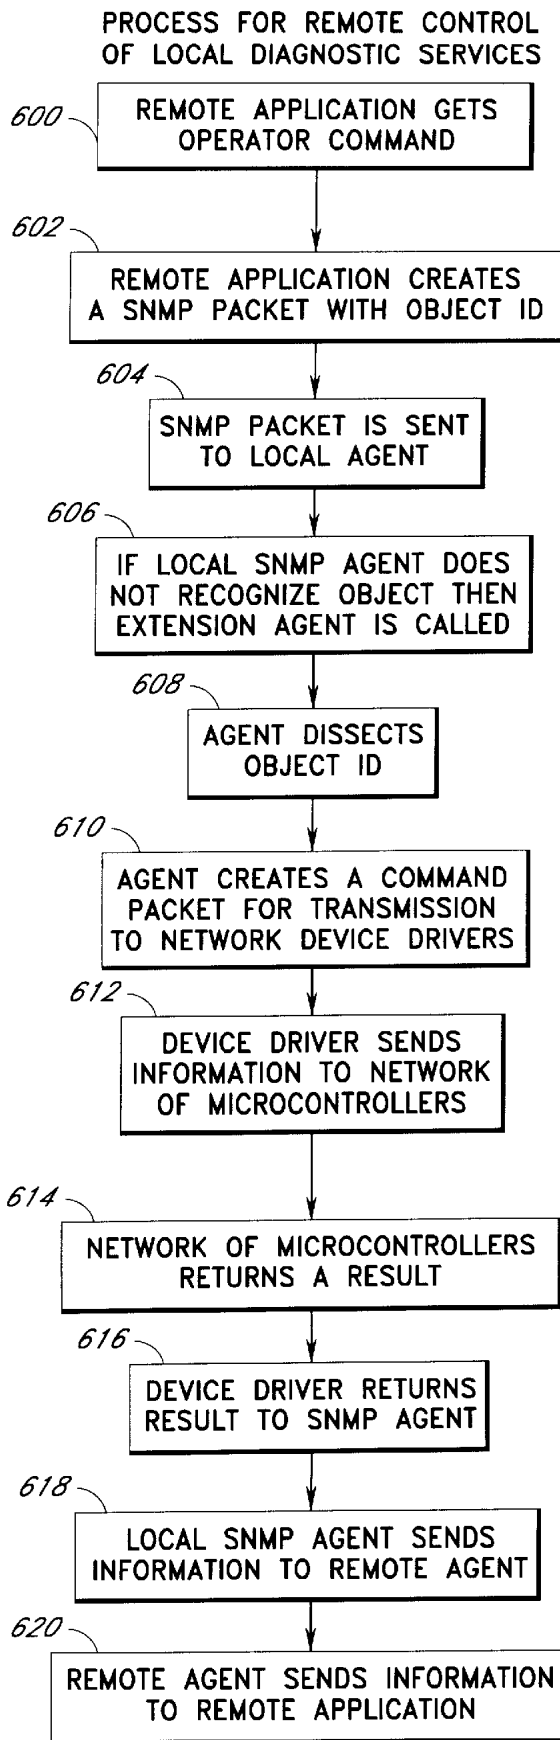 PROCESS FOR REMOTE CONTROL
OF LOCAL DIAGNOSTIC SERVICES
600
REMOTE APPLICATION GETS
OPERATOR COMMAND
602
REMOTE APPLICATION CREATES
A SNMP PACKET WITH OBJECT ID
604
SNMP PACKET IS SENT
TO LOCAL AGENT
606
IF LOCAL SNMP AGENT DOES
NOT RECOGNIZE OBJECT THEN
EXTENSION AGENT IS CALLED
608
AGENT DISSECTS
OBJECT ID
610
AGENT CREATES A COMMAND
PACKET FOR TRANSMISSION
TO NETWORK DEVICE DRIVERS
612
DEVICE DRIVER SENDS
INFORMATION TO NETWORK
OF MICROCONTROLLERS
614
NETWORK OF MICROCONTROLLERS
RETURNS A RESULT
616
DEVICE DRIVER RETURNS
RESULT TO SNMP AGENT
618
LOCAL SNMP AGENT SENDS
INFORMATION TO REMOTE AGENT
620
REMOTE AGENT SENDS INFORMATION
TO REMOTE APPLICATION